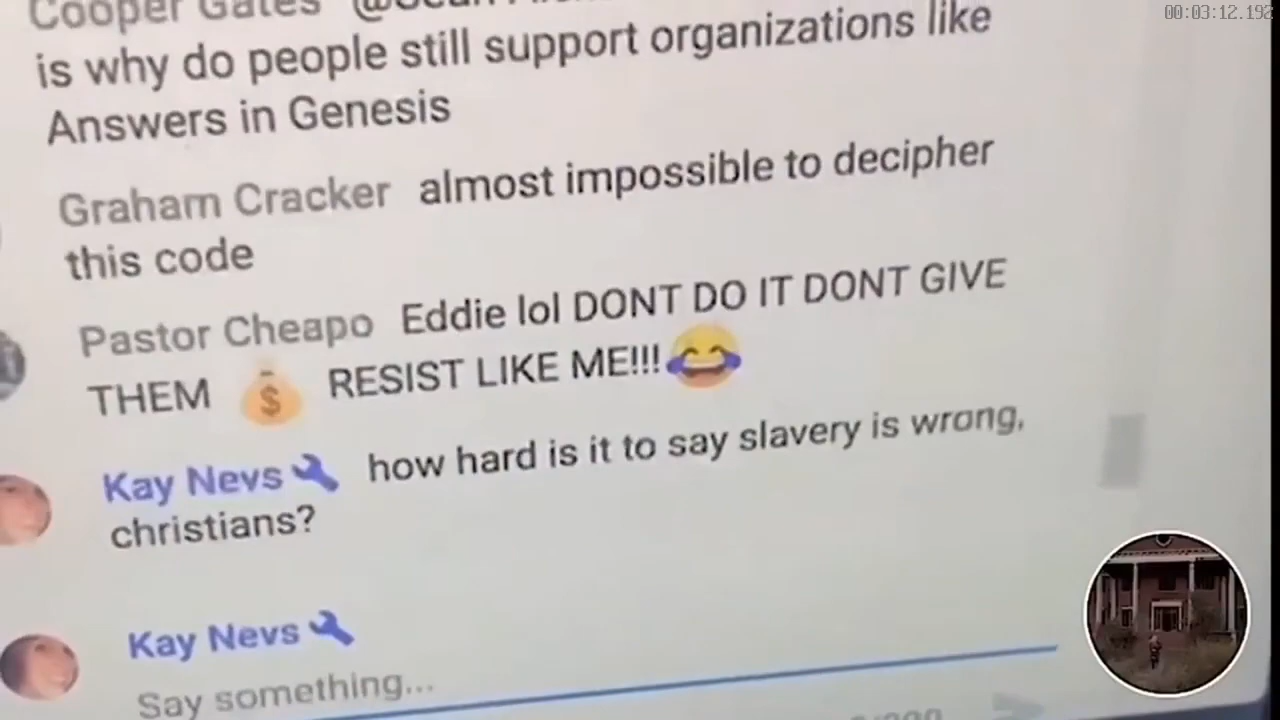 00:03:12.192
Cooper Gates
is why do people still support organizations like
Answers in Genesis
Graham Cracker almost impossible to decipher
this code
Pastor Cheapo Eddie lol DONT DO IT DONT GIVE
THEM 💰 RESIST LIKE ME!!!😂
Kay Nevs how hard is it to say slavery is wrong,
christians?
Kay Nevs
Say something...